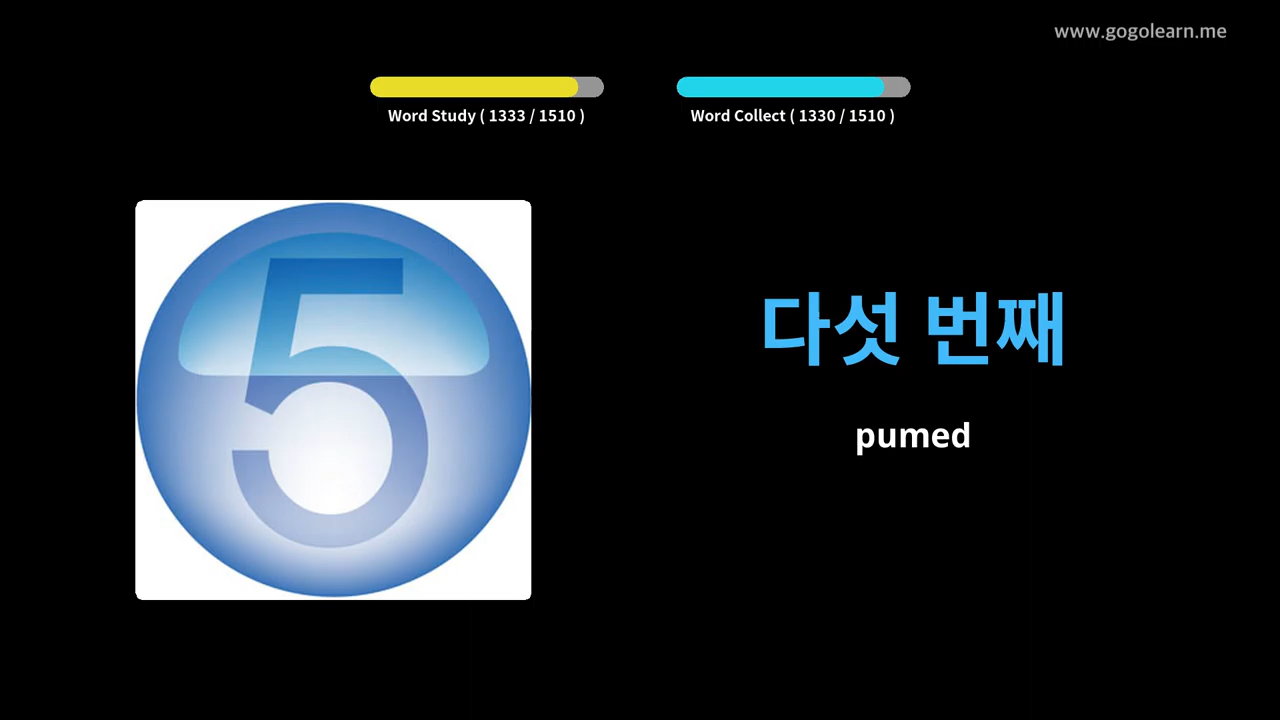 www.gogolearn.me
Word Study ( 1333 / 1510 )
Word Collect ( 1330 / 1510 )
5
다섯 번째
pumed